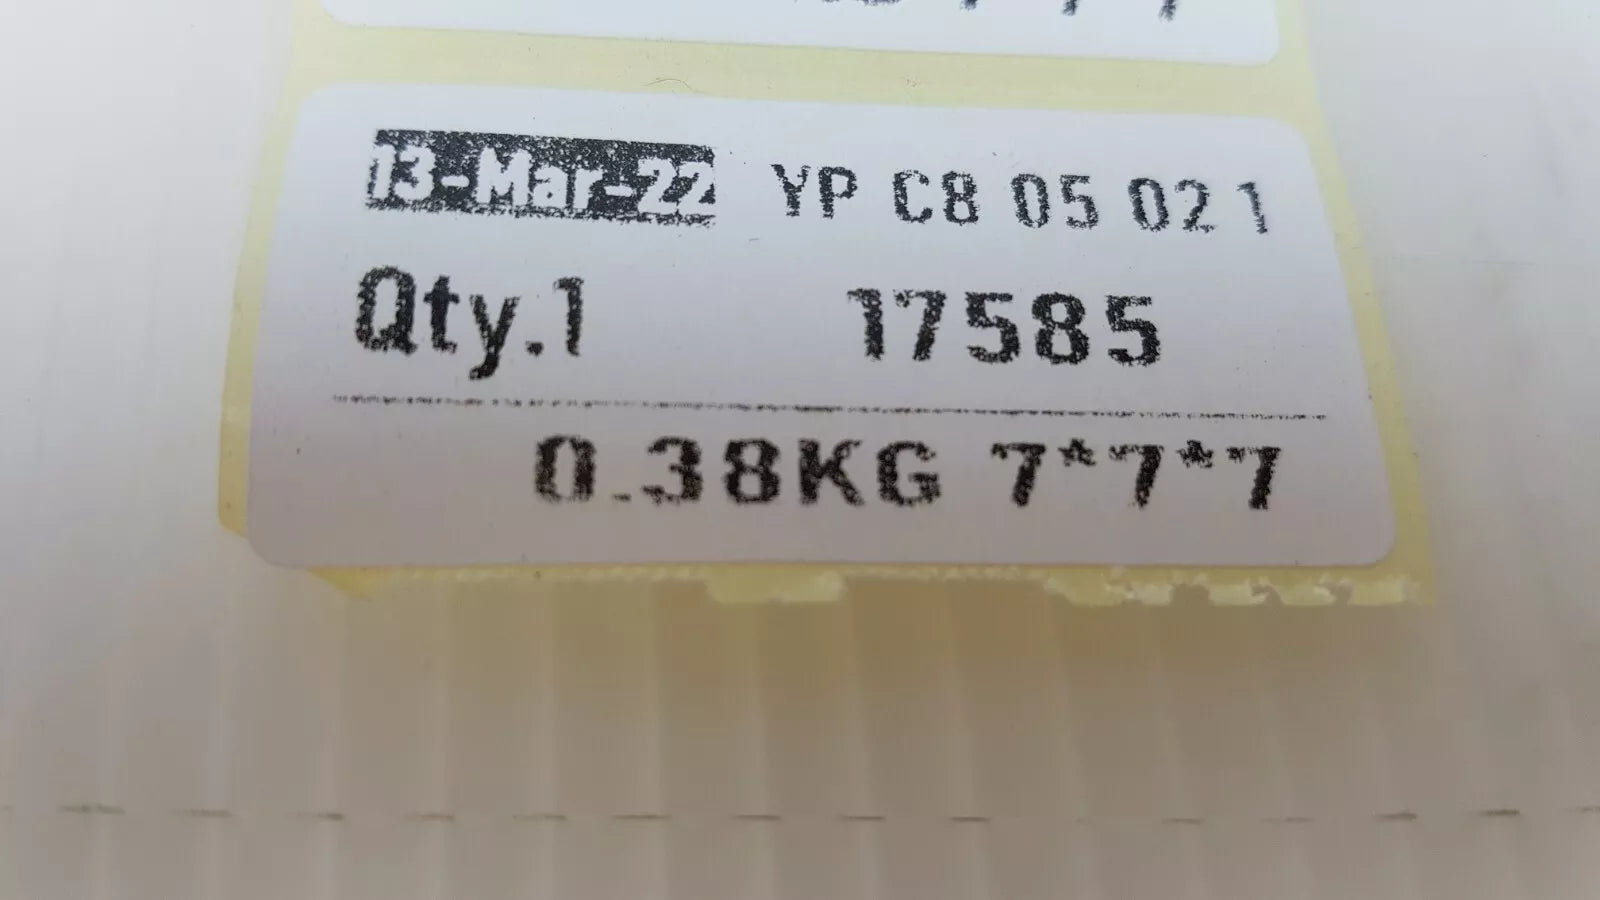 13-Mar-22 YP C8 05 02 1
Qty.1 17585
0.38KG 7*7*7